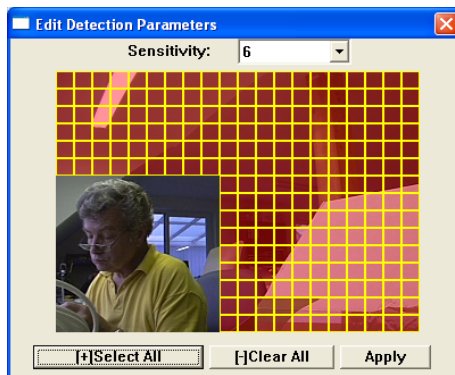 Edit Detection Parameters
Sensitivity: 6
[+]Select All [-]Clear All Apply